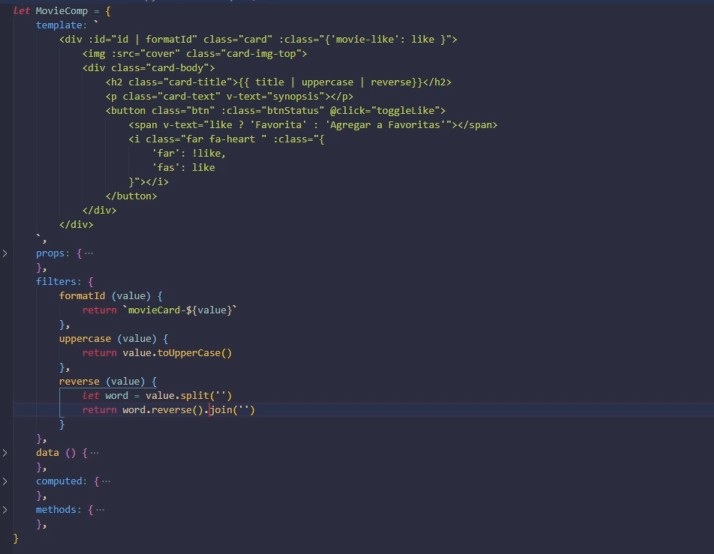 let MovieComp = {
    template: `
        <div :id="id | formatId" class="card" :class="{'movie-like': like }">
            <img :src="cover" class="card-img-top">
            <div class="card-body">
                <h2 class="card-title">{{ title | uppercase | reverse}}</h2>
                <p class="card-text" v-text="synopsis"></p>
                <button class="btn" :class="btnStatus" @click="toggleLike">
                    <span v-text="like ? 'Favorita' : 'Agregar a Favoritas'"></span>
                    <i class="far fa-heart " :class="{
                        'far': !like,
                        'fas': like
                    }"></i>
                </button>
            </div>
        </div>
    `,
    props: { ⋯
    },
    filters: {
        formatId (value) {
            return `movieCard-${value}`
        },
        uppercase (value) {
            return value.toUpperCase()
        },
        reverse (value) {
            let word = value.split('')
            return word.reverse().join('')
        }
    },
    data () { ⋯
    },
    computed: { ⋯
    },
    methods: { ⋯
    },
}